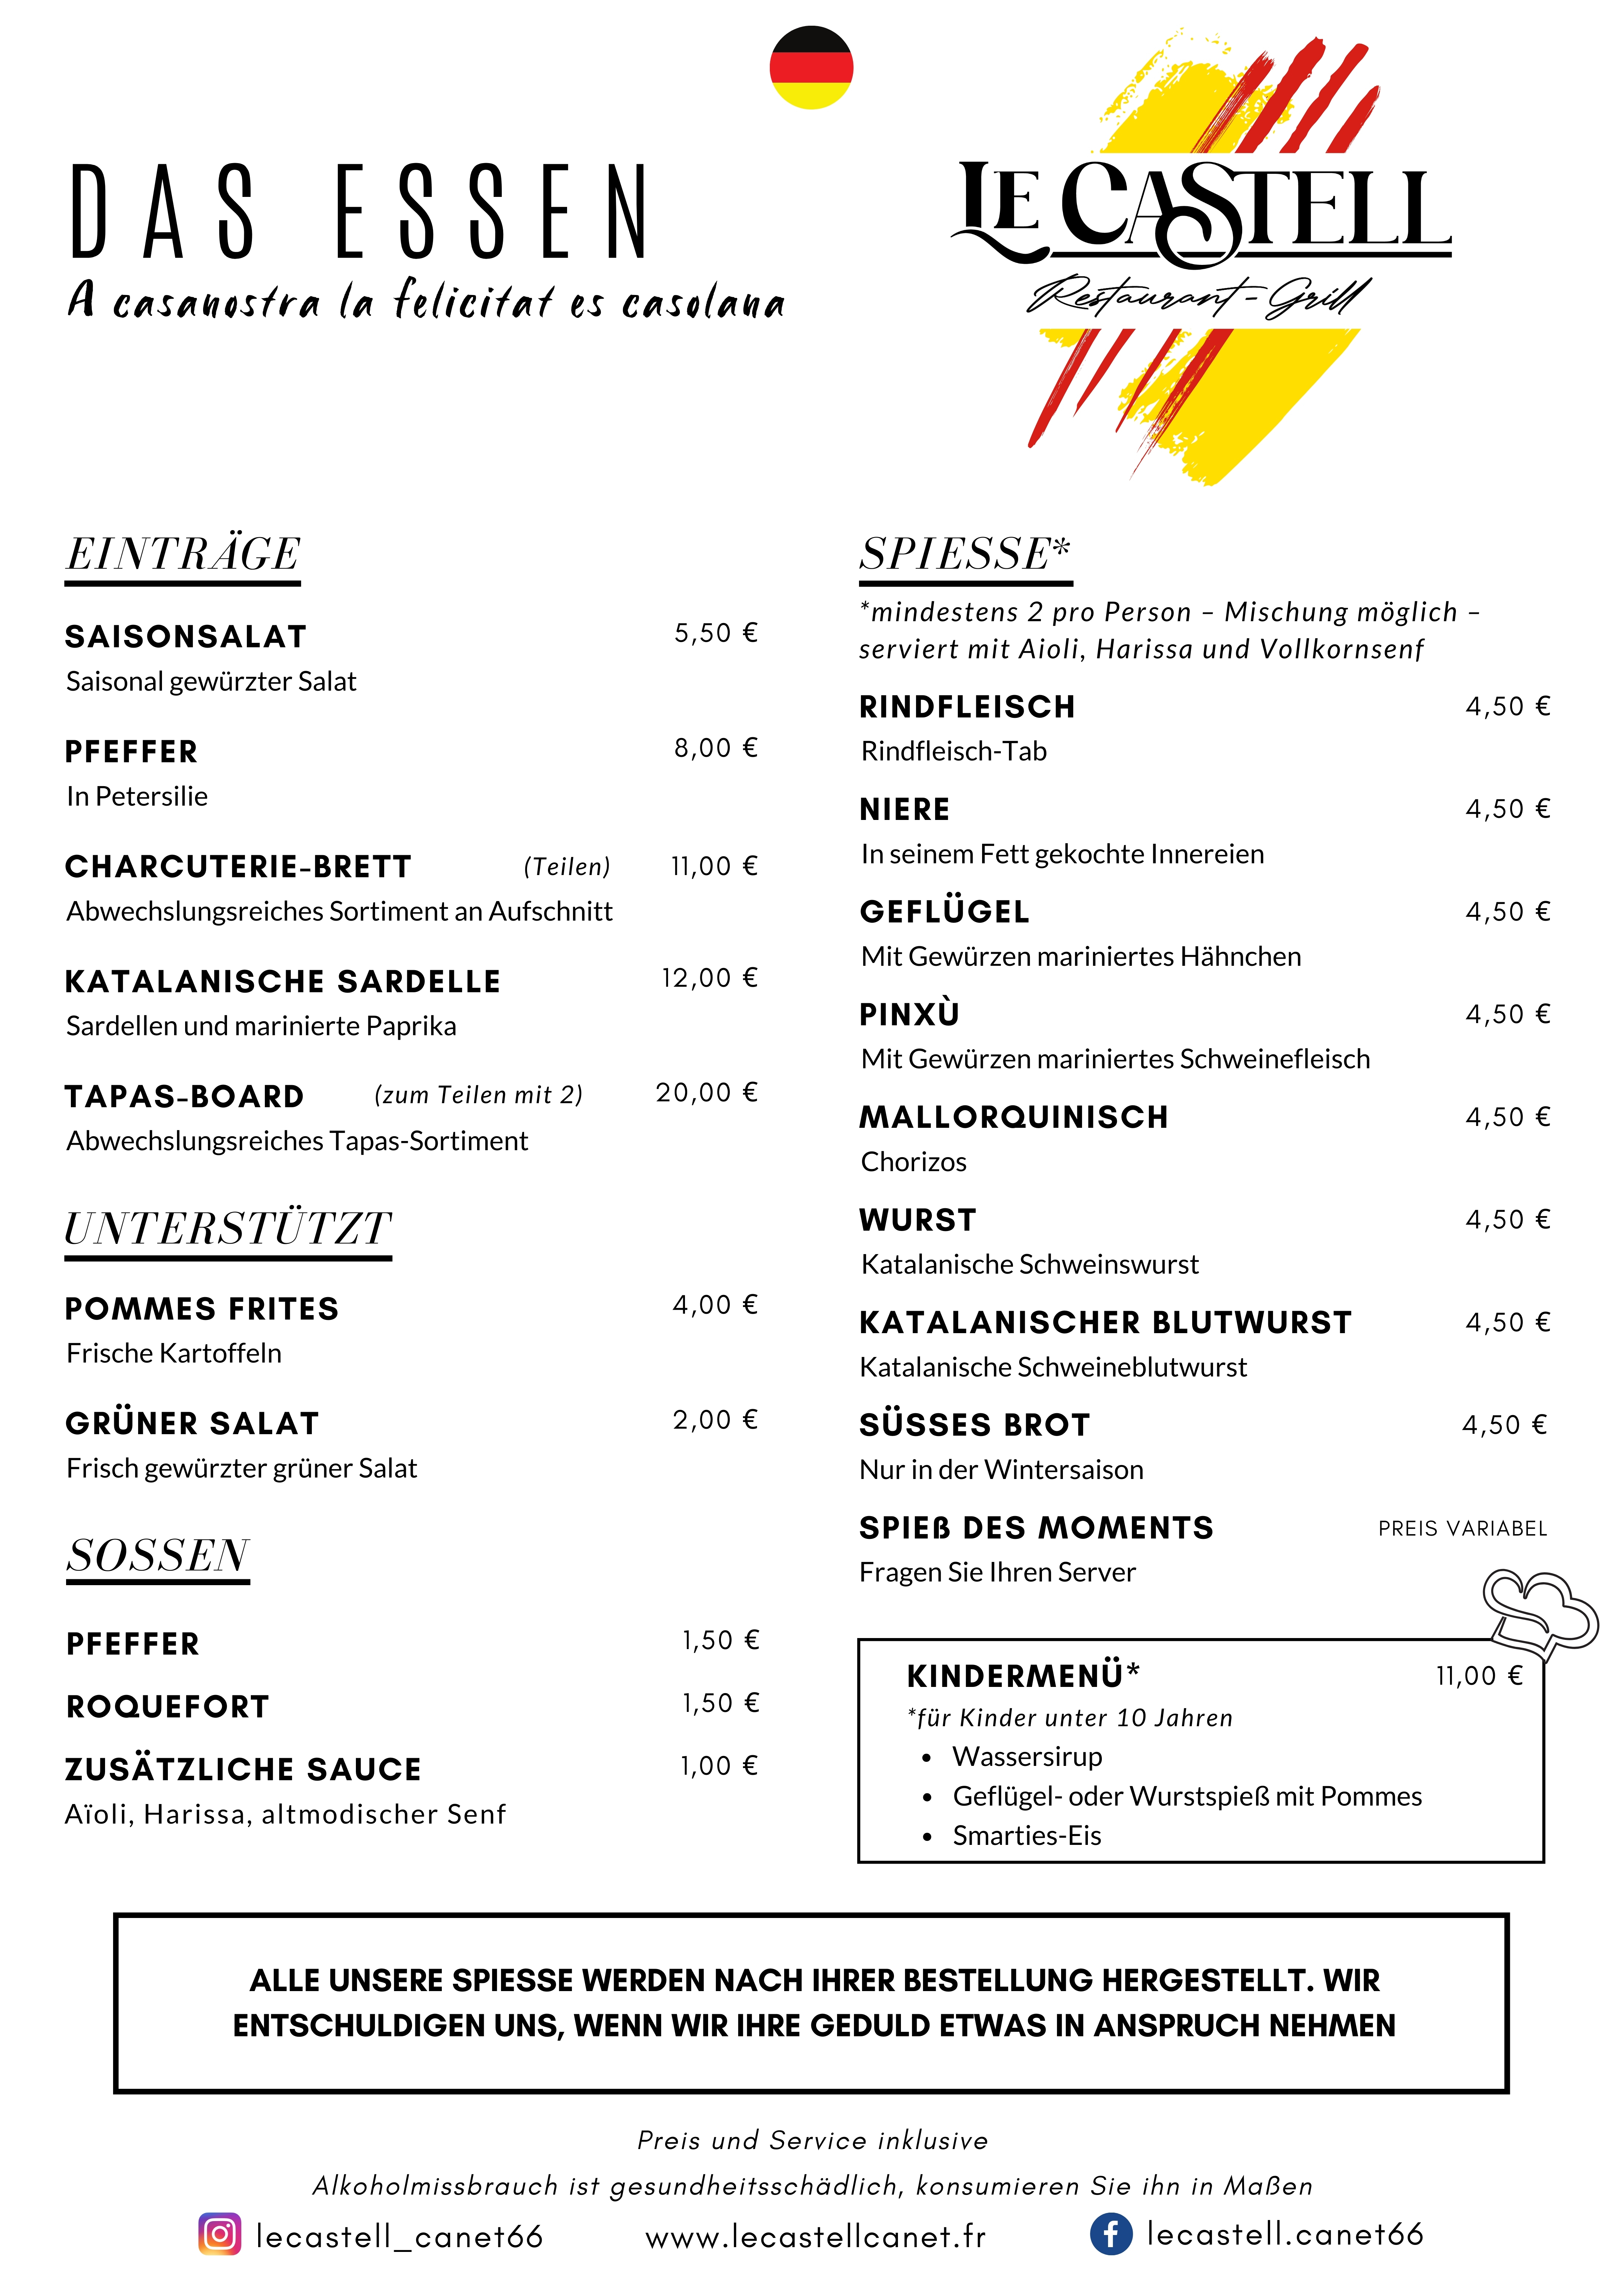 DAS ESSEN
A casanostra la felicitat es casolana
LE CASTELL
Restaurant - Grill
EINTRÄGE
SAISONSALAT 5,50 €
Saisonal gewürzter Salat
PFEFFER 8,00 €
In Petersilie
CHARCUTERIE-BRETT (Teilen) 11,00 €
Abwechslungsreiches Sortiment an Aufschnitt
KATALANISCHE SARDELLE 12,00 €
Sardellen und marinierte Paprika
TAPAS-BOARD (zum Teilen mit 2) 20,00 €
Abwechslungsreiches Tapas-Sortiment
UNTERSTÜTZT
POMMES FRITES 4,00 €
Frische Kartoffeln
GRÜNER SALAT 2,00 €
Frisch gewürzter grüner Salat
SOSSEN
PFEFFER 1,50 €
ROQUEFORT 1,50 €
ZUSÄTZLICHE SAUCE 1,00 €
Aïoli, Harissa, altmodischer Senf
SPIESSE*
*mindestens 2 pro Person – Mischung möglich –
serviert mit Aioli, Harissa und Vollkornsenf
RINDFLEISCH 4,50 €
Rindfleisch-Tab
NIERE 4,50 €
In seinem Fett gekochte Innereien
GEFLÜGEL 4,50 €
Mit Gewürzen mariniertes Hähnchen
PINXÙ 4,50 €
Mit Gewürzen mariniertes Schweinefleisch
MALLORQUINISCH 4,50 €
Chorizos
WURST 4,50 €
Katalanische Schweinswurst
KATALANISCHER BLUTWURST 4,50 €
Katalanische Schweineblutwurst
SÜSSES BROT 4,50 €
Nur in der Wintersaison
SPIEß DES MOMENTS PREIS VARIABEL
Fragen Sie Ihren Server
KINDERMENÜ* 11,00 €
*für Kinder unter 10 Jahren
• Wassersirup
• Geflügel- oder Wurstspieß mit Pommes
• Smarties-Eis
ALLE UNSERE SPIESSE WERDEN NACH IHRER BESTELLUNG HERGESTELLT. WIR
ENTSCHULDIGEN UNS, WENN WIR IHRE GEDULD ETWAS IN ANSPRUCH NEHMEN
Preis und Service inklusive
Alkoholmissbrauch ist gesundheitsschädlich, konsumieren Sie ihn in Maßen
lecastell_canet66 www.lecastellcanet.fr lecastell.canet66